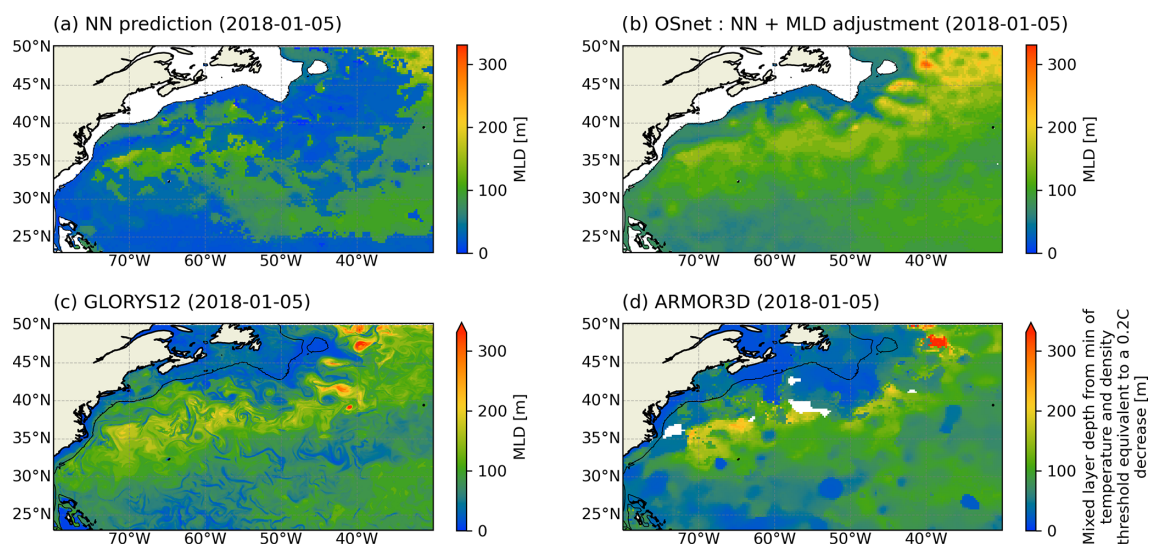 (a) NN prediction (2018-01-05)
50°N
45°N
40°N
35°N
30°N
25°N
70°W 60°W 50°W 40°W
300
200
100
0
MLD [m]
(b) OSnet : NN + MLD adjustment (2018-01-05)
50°N
45°N
40°N
35°N
30°N
25°N
70°W 60°W 50°W 40°W
300
200
100
0
MLD [m]
(c) GLORYS12 (2018-01-05)
50°N
45°N
40°N
35°N
30°N
25°N
70°W 60°W 50°W 40°W
300
200
100
0
MLD [m]
(d) ARMOR3D (2018-01-05)
50°N
45°N
40°N
35°N
30°N
25°N
70°W 60°W 50°W 40°W
300
200
100
0
Mixed layer depth from min of
temperature and density
threshold equivalent to a 0.2C
decrease [m]